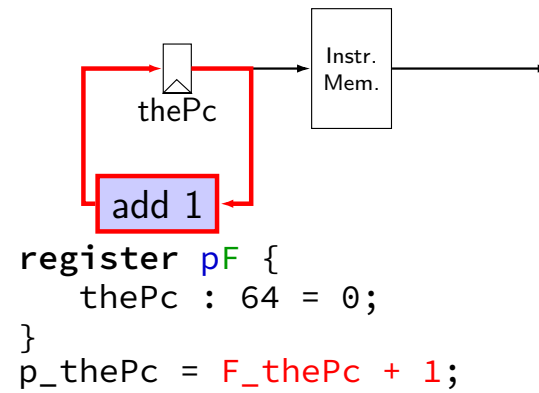 Instr.
Mem.
thePc
add 1
register pF {
    thePc : 64 = 0;
}
p_thePc = F_thePc + 1;